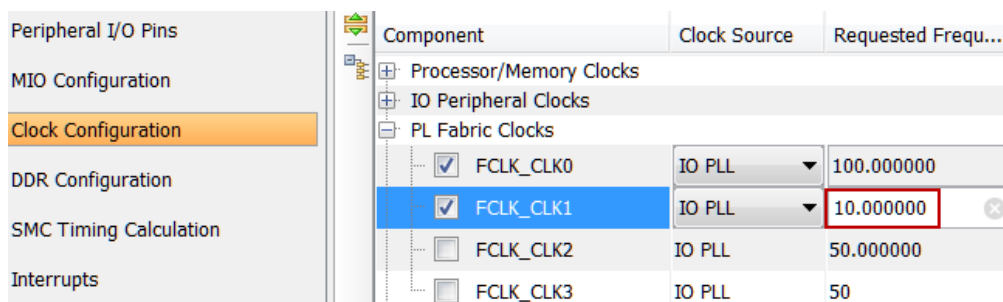 Peripheral I/O Pins
MIO Configuration
Clock Configuration
DDR Configuration
SMC Timing Calculation
Interrupts
Component Clock Source Requested Frequ...
Processor/Memory Clocks
IO Peripheral Clocks
PL Fabric Clocks
FCLK_CLK0 IO PLL 100.000000
FCLK_CLK1 IO PLL 10.000000
FCLK_CLK2 IO PLL 50.000000
FCLK_CLK3 IO PLL 50